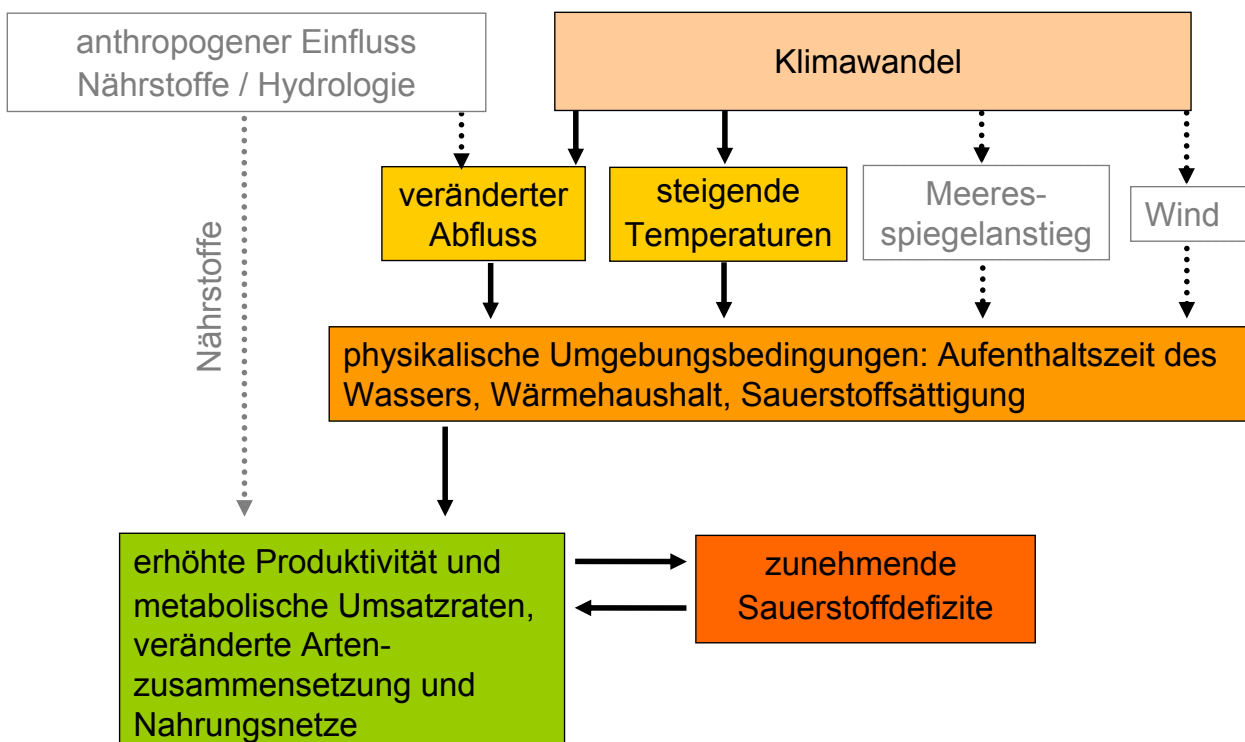 anthropogener Einfluss
Nährstoffe / Hydrologie
Klimawandel
veränderter
Abfluss
steigende
Temperaturen
Meeres-
spiegelanstieg
Wind
Nährstoffe
physikalische Umgebungsbedingungen: Aufenthaltszeit des
Wassers, Wärmehaushalt, Sauerstoffsättigung
erhöhte Produktivität und
metabolische Umsatzraten,
veränderte Arten-
zusammensetzung und
Nahrungsnetze
zunehmende
Sauerstoffdefizite